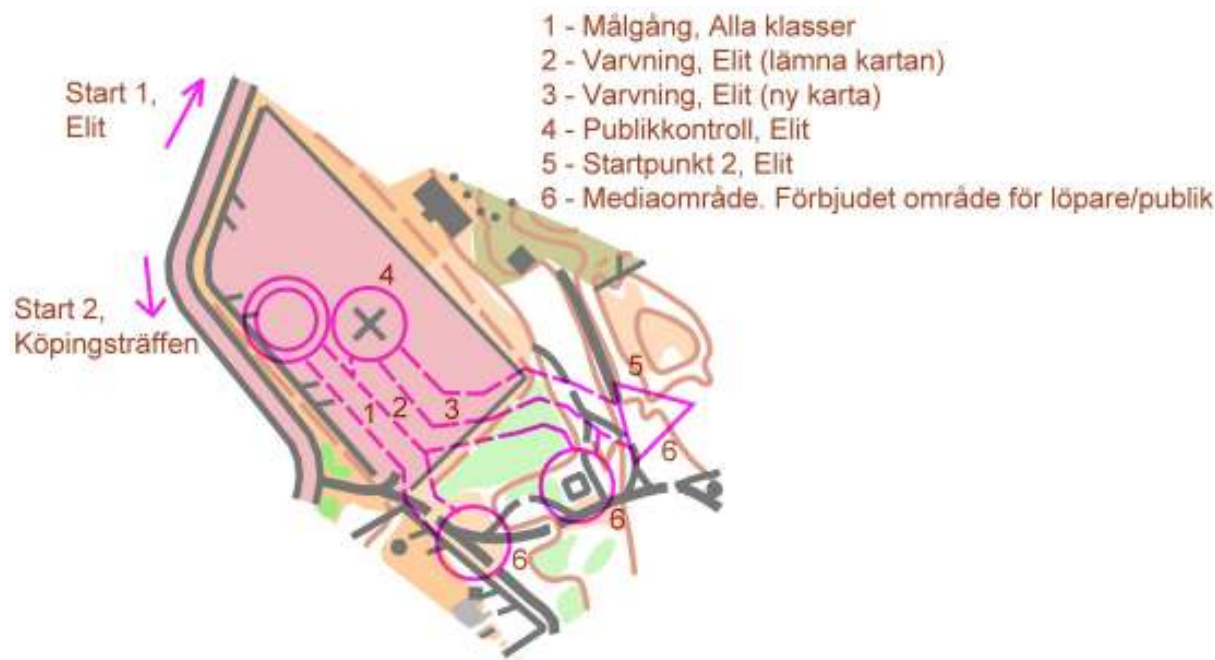 1 - Målgång, Alla klasser
2 - Varvning, Elit (lämna kartan)
3 - Varvning, Elit (ny karta)
4 - Publikkontroll, Elit
5 - Startpunkt 2, Elit
6 - Mediaområde. Förbjudet område för löpare/publik
Start 1,
Elit
4
Start 2,
Köpingsträffen
5
1
2
3
6
6
6